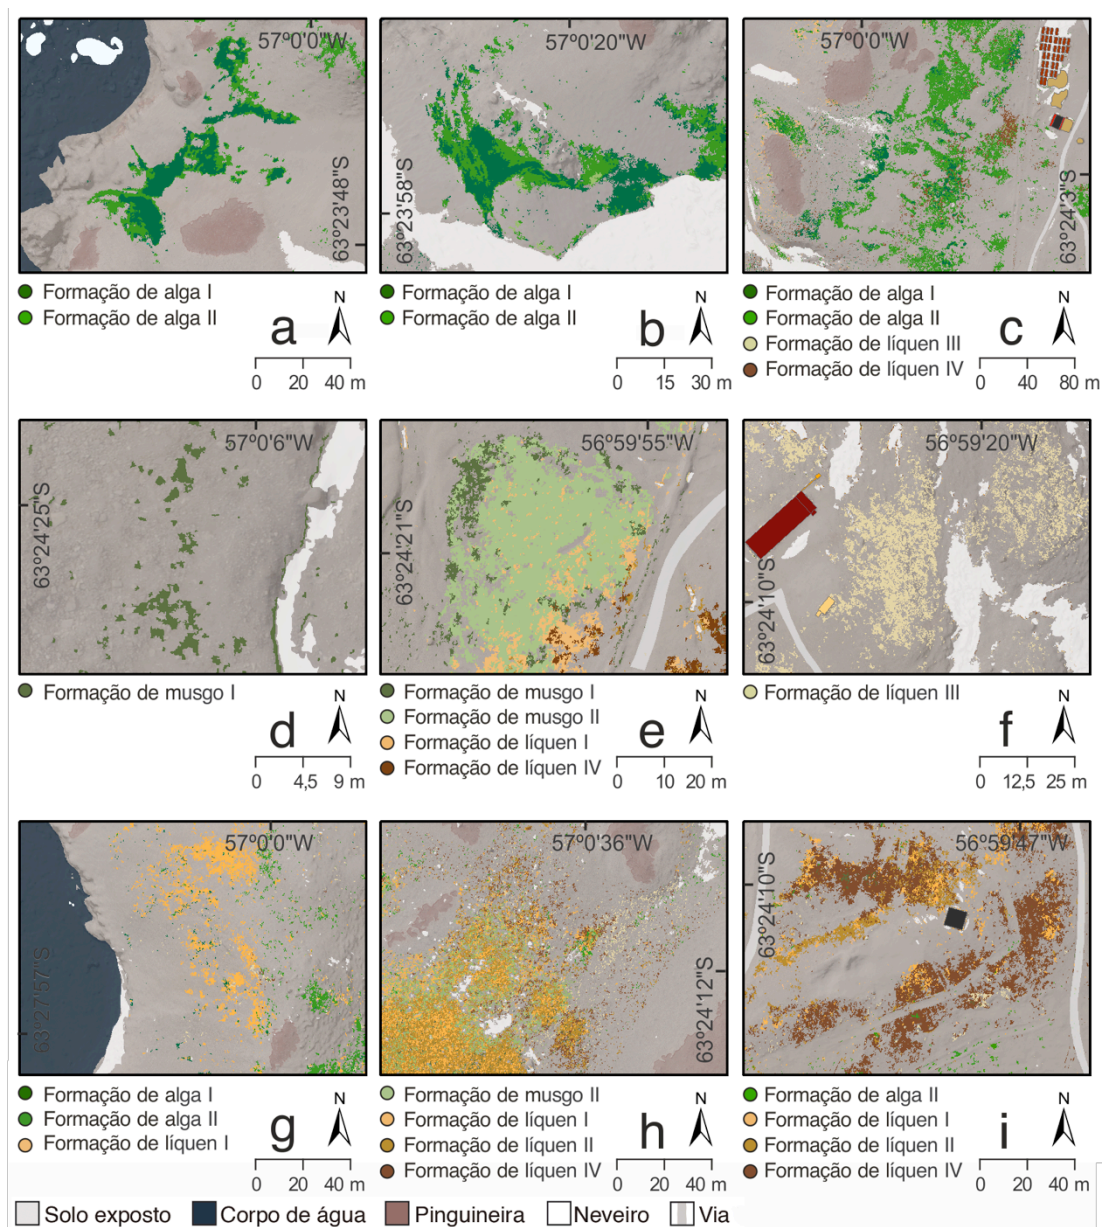 57º0'0"W
63º23'48"S
Formação de alga I
Formação de alga II
a
N
0 20 40 m
57º0'20"W
63º23'58"S
Formação de alga I
Formação de alga II
b
N
0 15 30 m
57º0'0"W
63º24'3"S
Formação de alga I
Formação de alga II
Formação de líquen III
Formação de líquen IV
c
N
0 40 80 m
57º0'6"W
63º24'25"S
Formação de musgo I
d
N
0 4,5 9 m
56º59'55"W
63º24'21"S
Formação de musgo I
Formação de musgo II
Formação de líquen I
Formação de líquen IV
e
N
0 10 20 m
56º59'20"W
63º24'10"S
Formação de líquen III
f
N
0 12,5 25 m
57º0'0"W
63º27'57"S
Formação de alga I
Formação de alga II
Formação de líquen I
g
N
0 20 40 m
57º0'36"W
63º24'12"S
Formação de musgo II
Formação de líquen I
Formação de líquen II
Formação de líquen IV
h
N
0 20 40 m
56º59'47"W
63º24'10"S
Formação de alga II
Formação de líquen I
Formação de líquen II
Formação de líquen IV
i
N
0 20 40 m
Solo exposto Corpo de água Pinguineira Neveiro Via